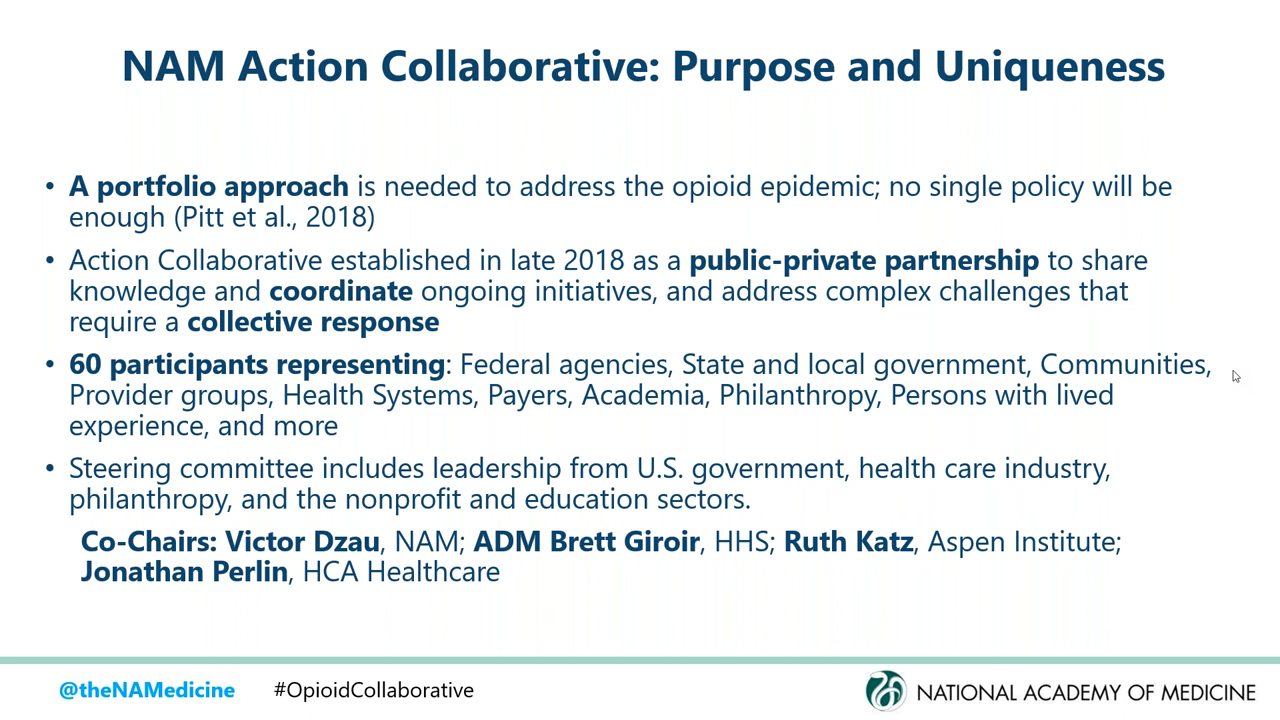 NAM Action Collaborative: Purpose and Uniqueness
• A portfolio approach is needed to address the opioid epidemic; no single policy will be
enough (Pitt et al., 2018)
• Action Collaborative established in late 2018 as a public-private partnership to share
knowledge and coordinate ongoing initiatives, and address complex challenges that
require a collective response
• 60 participants representing: Federal agencies, State and local government, Communities,
Provider groups, Health Systems, Payers, Academia, Philanthropy, Persons with lived
experience, and more
• Steering committee includes leadership from U.S. government, health care industry,
philanthropy, and the nonprofit and education sectors.
Co-Chairs: Victor Dzau, NAM; ADM Brett Giroir, HHS; Ruth Katz, Aspen Institute;
Jonathan Perlin, HCA Healthcare
@theNAMedicine #OpioidCollaborative
NATIONAL ACADEMY OF MEDICINE